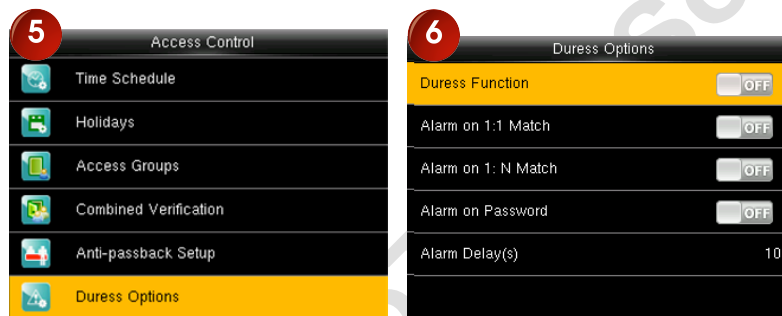 5
Access Control
Time Schedule
Holidays
Access Groups
Combined Verification
Anti-passback Setup
Duress Options
6
Duress Options
Duress Function OFF
Alarm on 1:1 Match OFF
Alarm on 1: N Match OFF
Alarm on Password OFF
Alarm Delay(s) 10